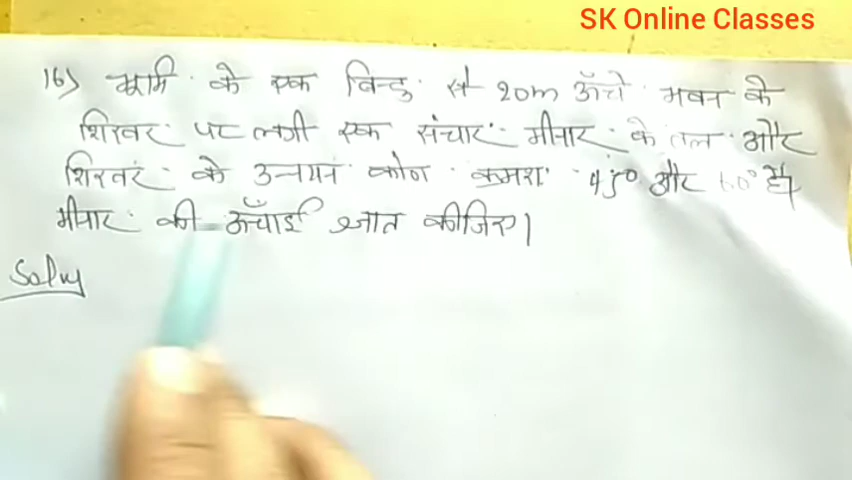 SK Online Classes
16) भूमि के एक बिन्दु से 20m ऊँचे भवन के
शिखर पर लगी एक संचार मीनार के तल और
शिखर के उन्नयन कोण क्रमशः 45° और 60° है।
मीनार की ऊँचाई ज्ञात कीजिए।
Solny